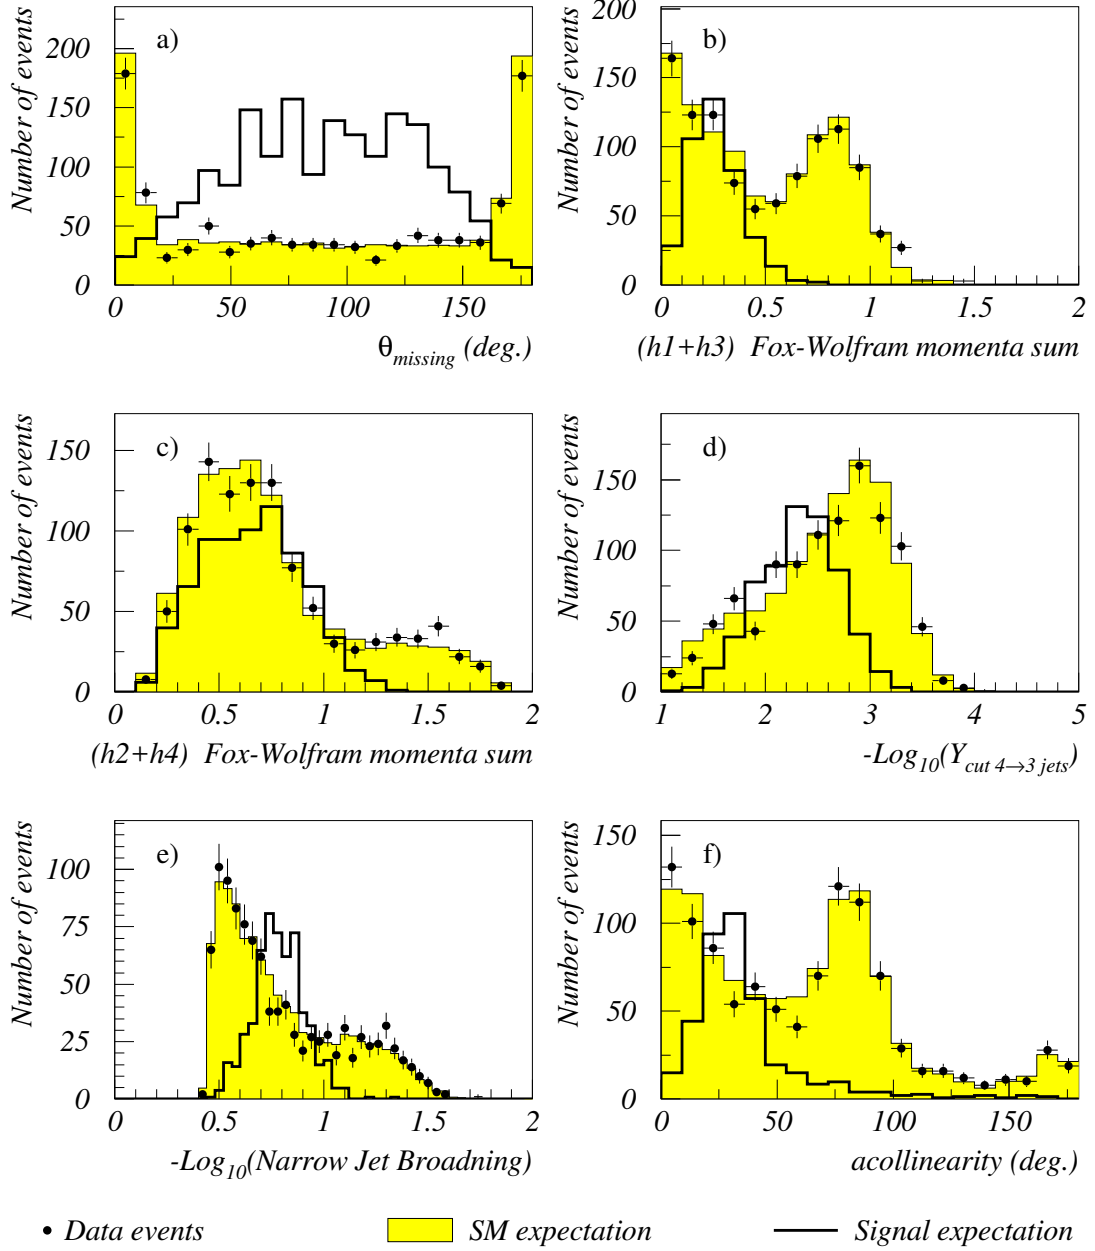 a)
Number of events
200
150
100
50
0
0 50 100 150
θmissing (deg.)
b)
Number of events
200
150
100
50
0
0 0.5 1 1.5 2
(h1+h3) Fox-Wolfram momenta sum
c)
Number of events
150
100
50
0
0 0.5 1 1.5 2
(h2+h4) Fox-Wolfram momenta sum
d)
Number of events
150
100
50
0
1 2 3 4 5
-Log10(Ycut 4→3 jets)
e)
Number of events
100
75
50
25
0
0 0.5 1 1.5 2
-Log10(Narrow Jet Broadning)
f)
Number of events
150
100
50
0
0 50 100 150
acollinearity (deg.)
Data events SM expectation Signal expectation